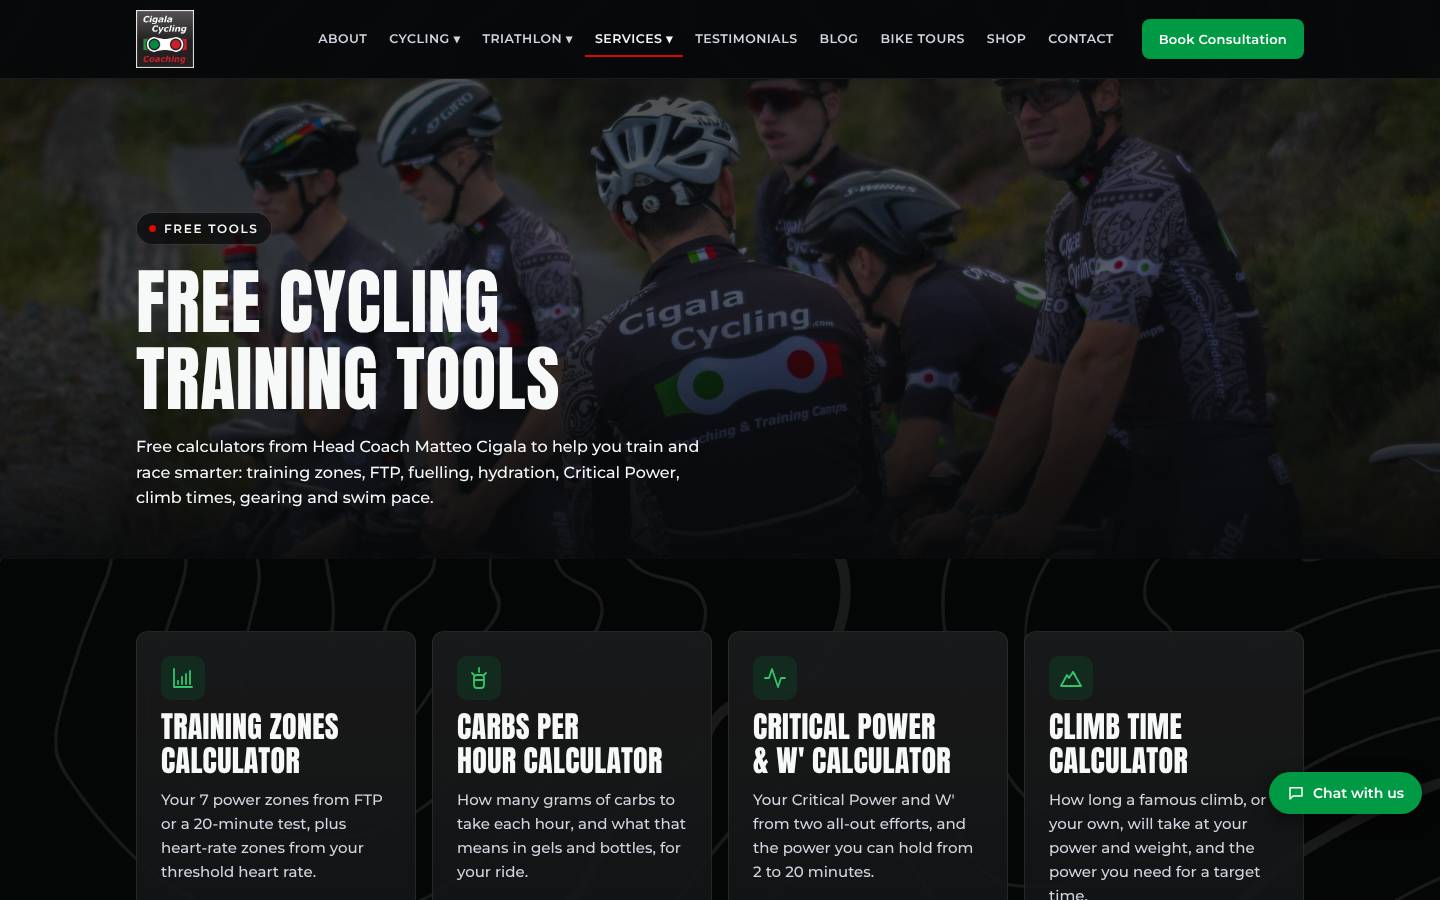 Cigala
Cycling
Coaching
ABOUT
CYCLING ▾
TRIATHLON ▾
SERVICES ▾
TESTIMONIALS
BLOG
BIKE TOURS
SHOP
CONTACT
Book Consultation
GIRO
S-WORKS
Cigala
Cycling.com
& Training Camps
FREE TOOLS
FREE CYCLING
TRAINING TOOLS
Free calculators from Head Coach Matteo Cigala to help you train and
race smarter: training zones, FTP, fuelling, hydration, Critical Power,
climb times, gearing and swim pace.
TRAINING ZONES
CALCULATOR
Your 7 power zones from FTP
or a 20-minute test, plus
heart-rate zones from your
threshold heart rate.
CARBS PER
HOUR CALCULATOR
How many grams of carbs to
take each hour, and what that
means in gels and bottles, for
your ride.
CRITICAL POWER
& W' CALCULATOR
Your Critical Power and W'
from two all-out efforts, and
the power you can hold from
2 to 20 minutes.
CLIMB TIME
CALCULATOR
How long a famous climb, or
your own, will take at your
power and weight, and the
power you need for a target
time.
Chat with us